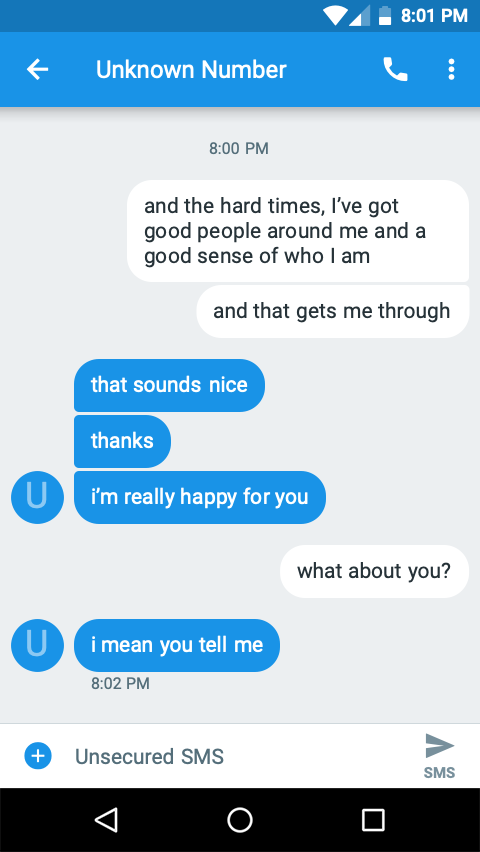 8:01 PM
Unknown Number
8:00 PM
and the hard times, I’ve got
good people around me and a
good sense of who I am
and that gets me through
that sounds nice
thanks
U
i’m really happy for you
what about you?
U
i mean you tell me
8:02 PM
Unsecured SMS
SMS